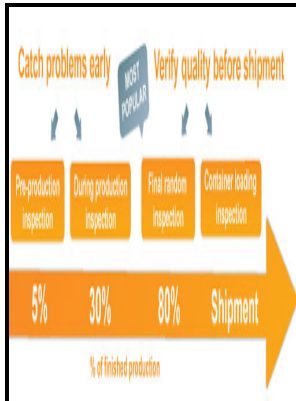 Catch problems early
MOST
POPULAR
Verify quality before shipment
Pre-production
inspection
During production
inspection
Final random
inspection
Container loading
inspection
5%
30%
80%
Shipment
% of finished production